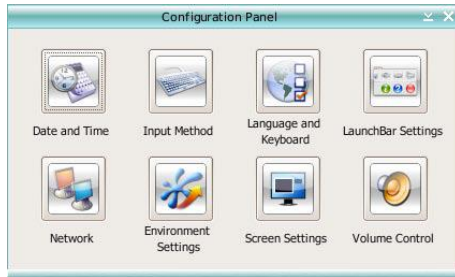 Configuration Panel
Date and Time
Input Method
Language and
Keyboard
LaunchBar Settings
Network
Environment
Settings
Screen Settings
Volume Control